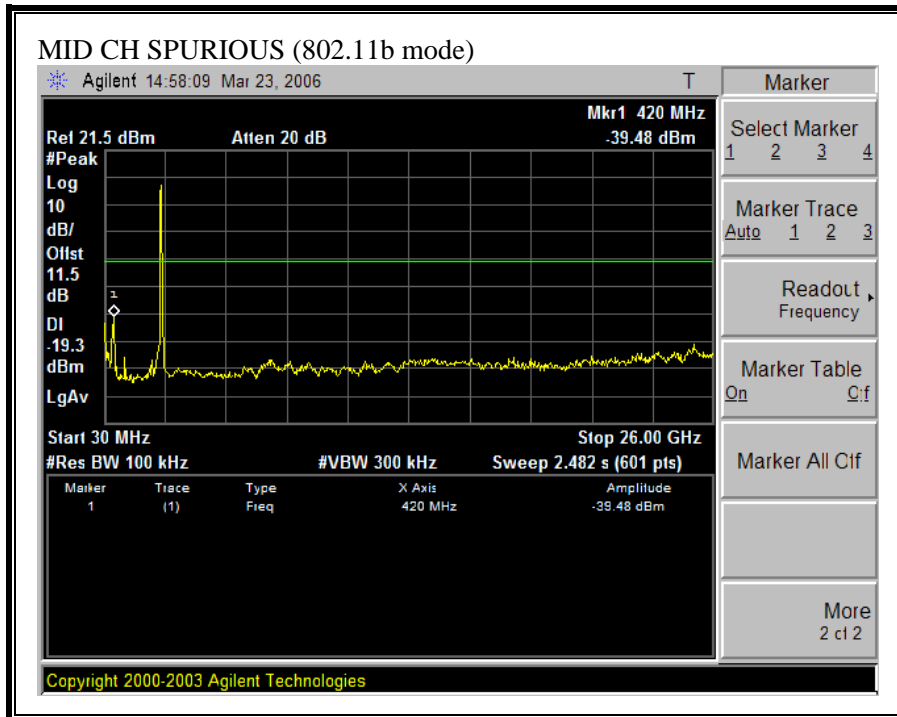 MID CH SPURIOUS (802.11b mode)
Agilent 14:58:09 Mar 23, 2006 T
Mkr1 420 MHz
Ref 21.5 dBm Atten 20 dB -39.48 dBm
#Peak
Log
10
dB/
Offst
11.5
dB
DI
-19.3
dBm
LgAv
1
Start 30 MHz Stop 26.00 GHz
#Res BW 100 kHz #VBW 300 kHz Sweep 2.482 s (601 pts)
Marker Trace Type X Axis Amplitude
1 (1) Freq 420 MHz -39.48 dBm
Marker
Select Marker
1 2 3 4
Marker Trace
Auto 1 2 3
Readout
Frequency
Marker Table
On Off
Marker All Off
More
2 of 2
Copyright 2000-2003 Agilent Technologies